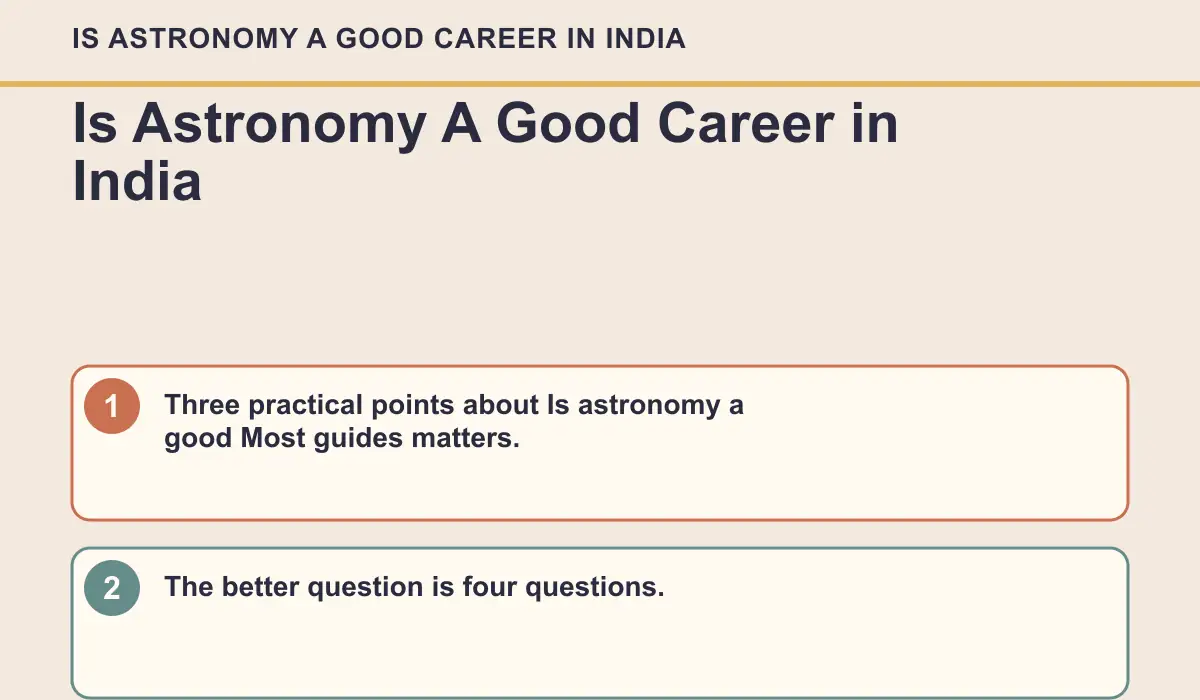 IS ASTRONOMY A GOOD CAREER IN INDIA
Is Astronomy A Good Career in
India
1
Three practical points about Is astronomy a
good Most guides matters.
2
The better question is four questions.